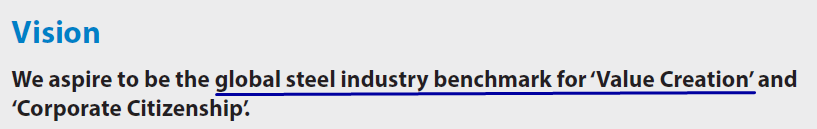 Vision
We aspire to be the global steel industry benchmark for ‘Value Creation’ and
‘Corporate Citizenship’.